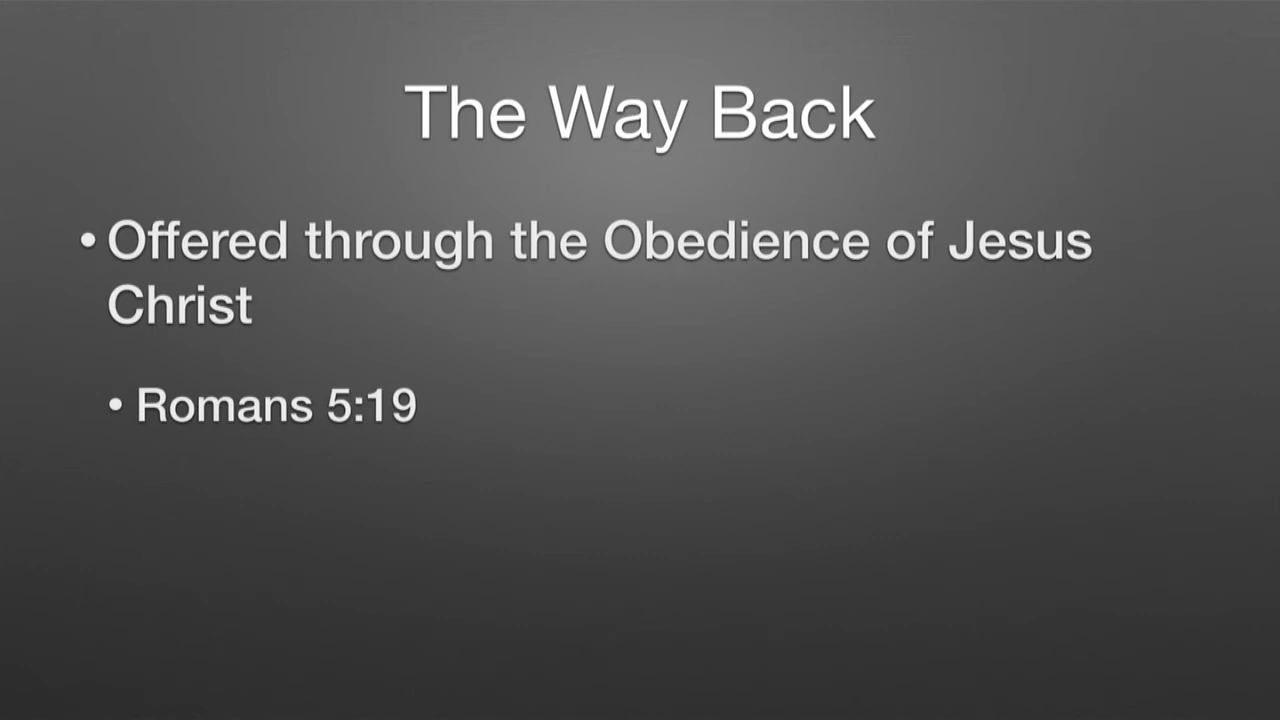 The Way Back
• Offered through the Obedience of Jesus
Christ
• Romans 5:19